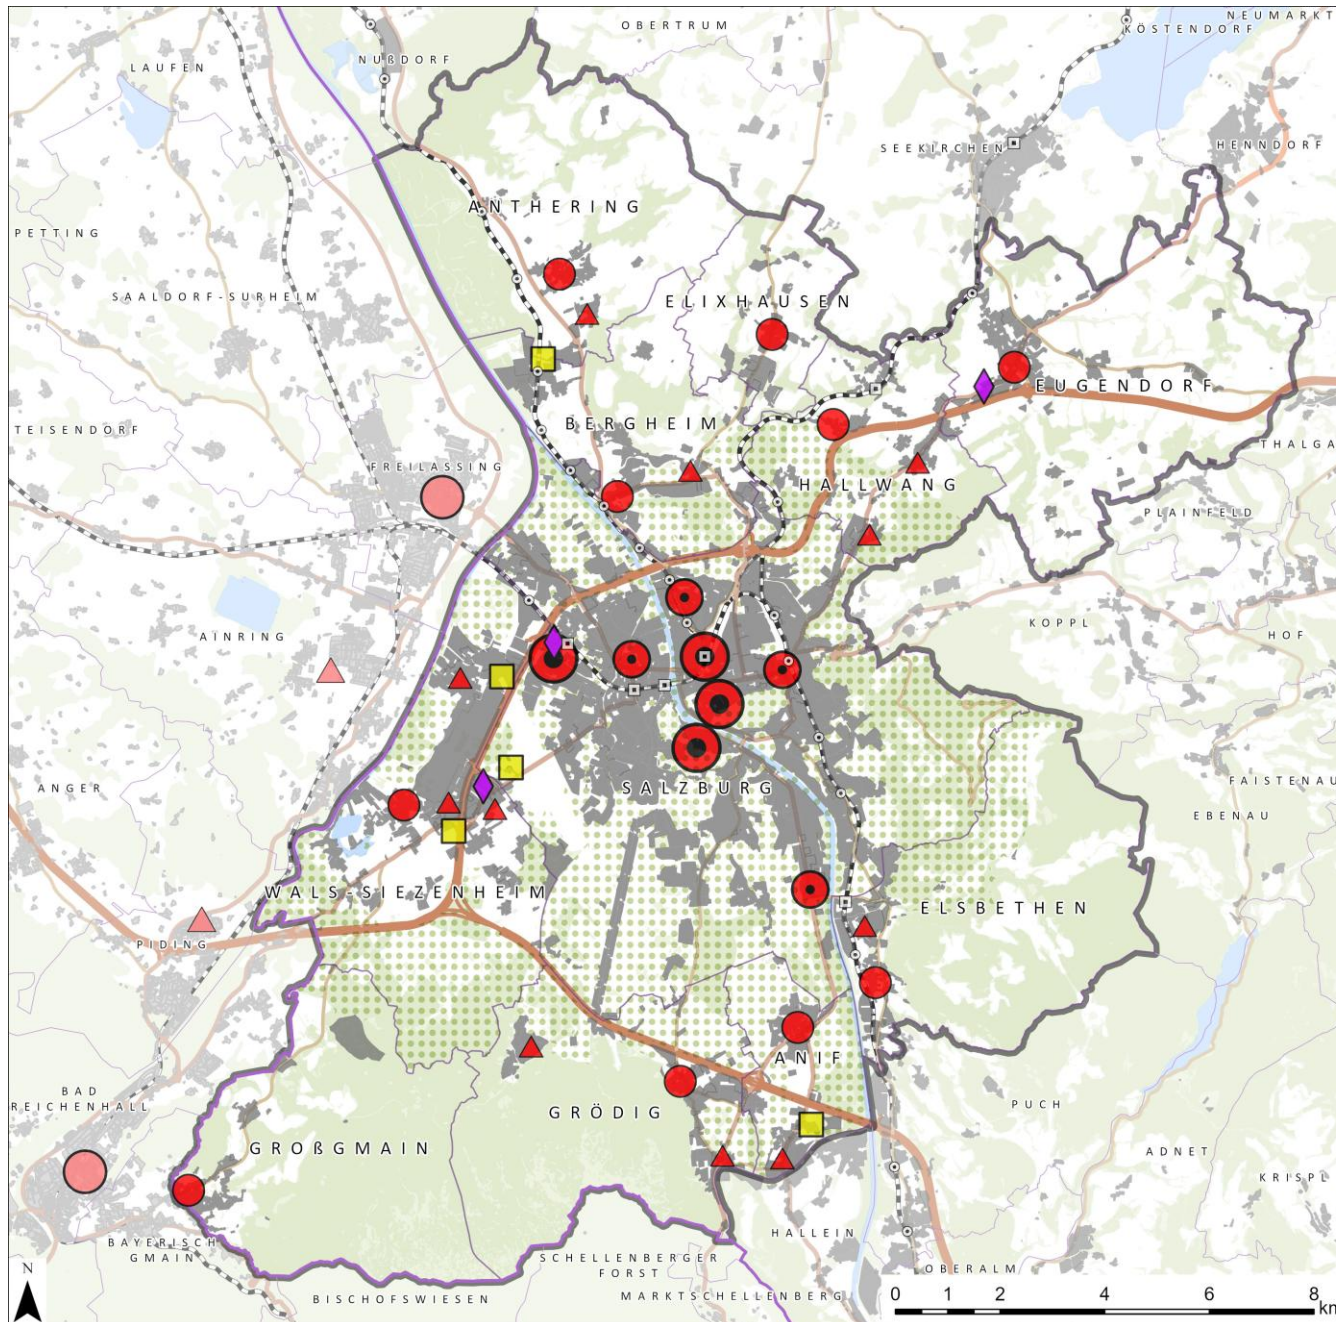 OBERTRUM
NEUMARKT
KÖSTENDORF
NUßDORF
LAUFEN
SEEKIRCHEN
HENNDORF
ANTHERING
PETTING
SAALDORF-SURHEIM
ELIXHAUSEN
EUGENDORF
BERGHEIM
TEISENDORF
THALGA
FREILASSING
HALLWANG
PLAINFELD
KOPPL
AINRING
HOF
FAISTENAU
ANGER
SALZBURG
EBENAU
WALS-SIEZENHEIM
ELSBETHEN
PIDING
ANIF
BAD
REICHENHALL
PUCH
GRÖDIG
GROßGMAIN
ADNET
KRISPL
HALLEIN
BAYERISCH
GMAIN
SCHELLENBERGER
FORST
OBERALM
N
BISCHOFSWIESEN
MARKTSCHELLENBERG
0 2 4 6 8
km